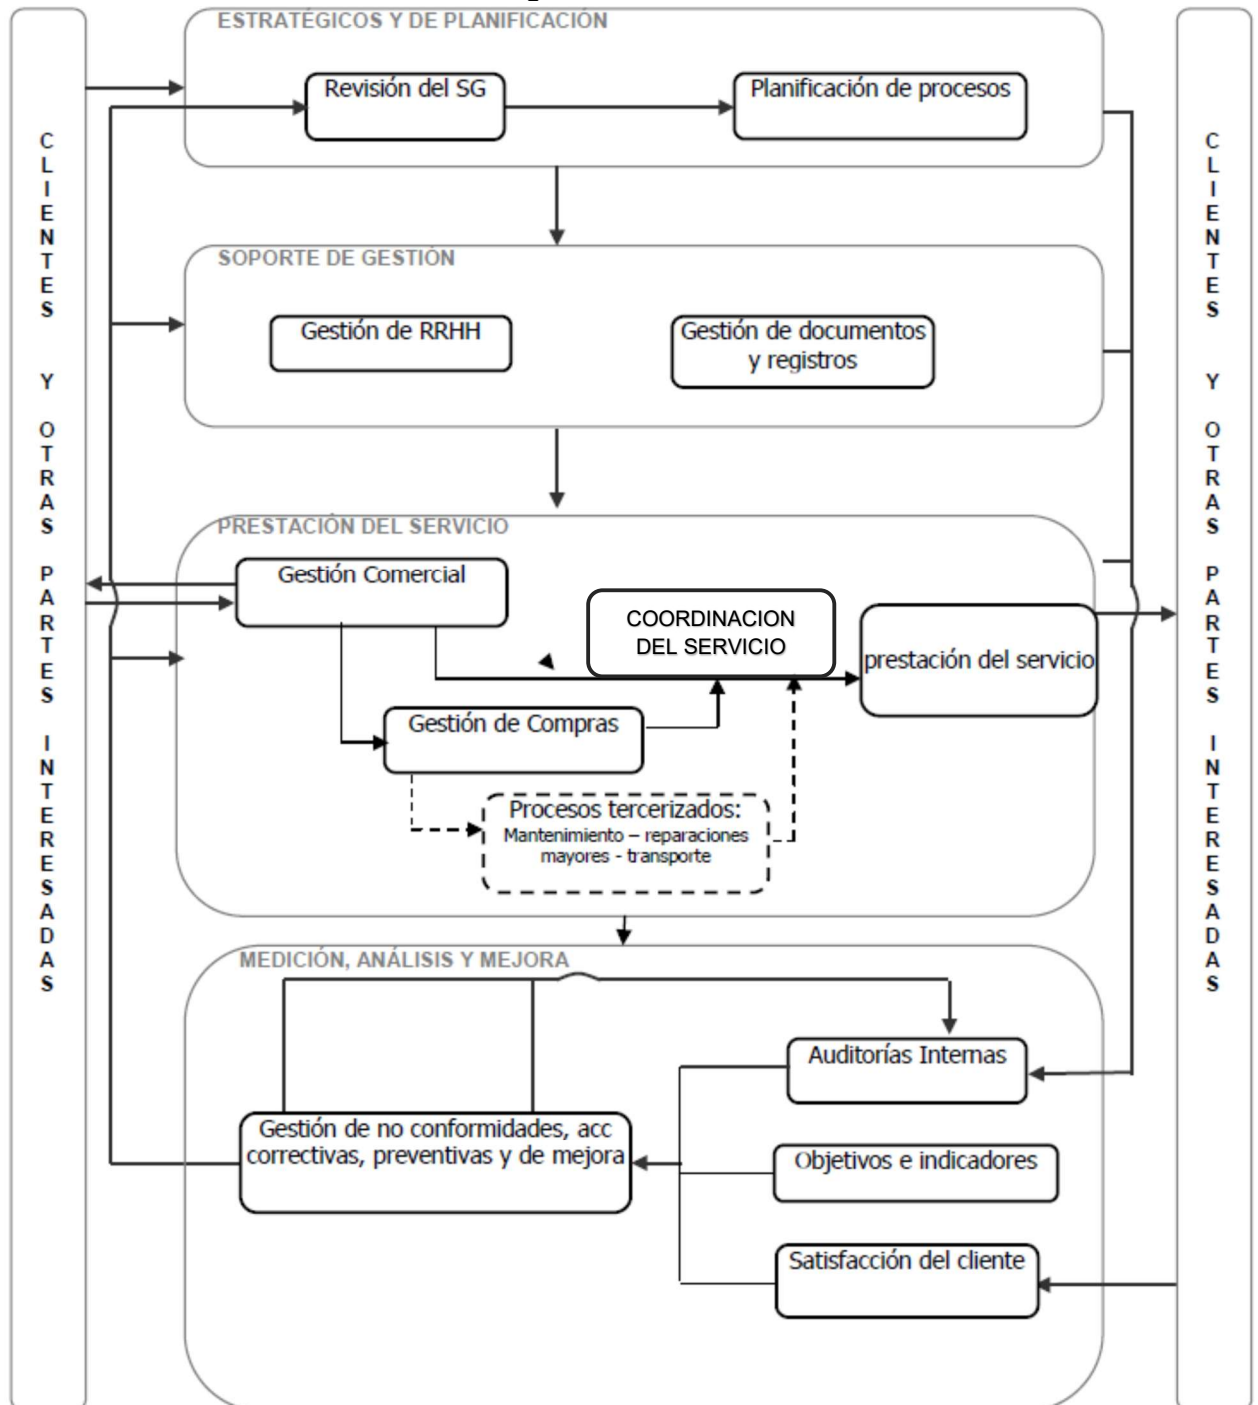 ESTRATÉGICOS Y DE PLANIFICACIÓN
Revisión del SG
Planificación de procesos
CLIENTES Y OTRAS PARTES INTERESADAS
CLIENTES Y OTRAS PARTES INTERESADAS
SOPORTE DE GESTIÓN
Gestión de RRHH
Gestión de documentos
y registros
PRESTACIÓN DEL SERVICIO
Gestión Comercial
COORDINACION
DEL SERVICIO
prestación del servicio
Gestión de Compras
Procesos tercerizados:
Mantenimiento – reparaciones
mayores - transporte
MEDICIÓN, ANÁLISIS Y MEJORA
Auditorías Internas
Gestión de no conformidades, acc
correctivas, preventivas y de mejora
Objetivos e indicadores
Satisfacción del cliente